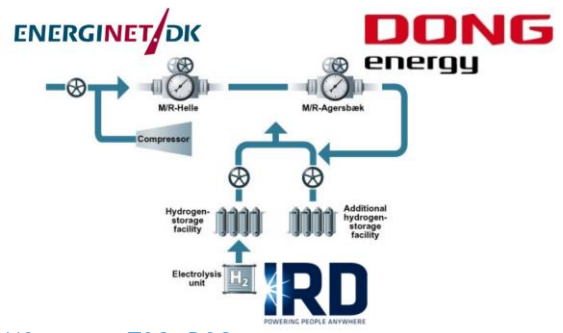 ENERGINET/DK
DONG
energy
M/R-Helle
M/R-Agersbæk
Compressor
Hydrogen-
storage
facility
Additional
hydrogen-
storage
facility
Electrolysis
unit
H2
IRD
POWERING PEOPLE ANYWHERE